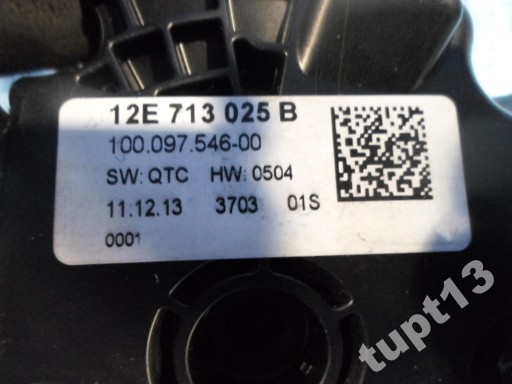 12E 713 025 B
100.097.546-00
SW: QTC HW: 0504
11.12.13 3703 01S
0001
tupt13